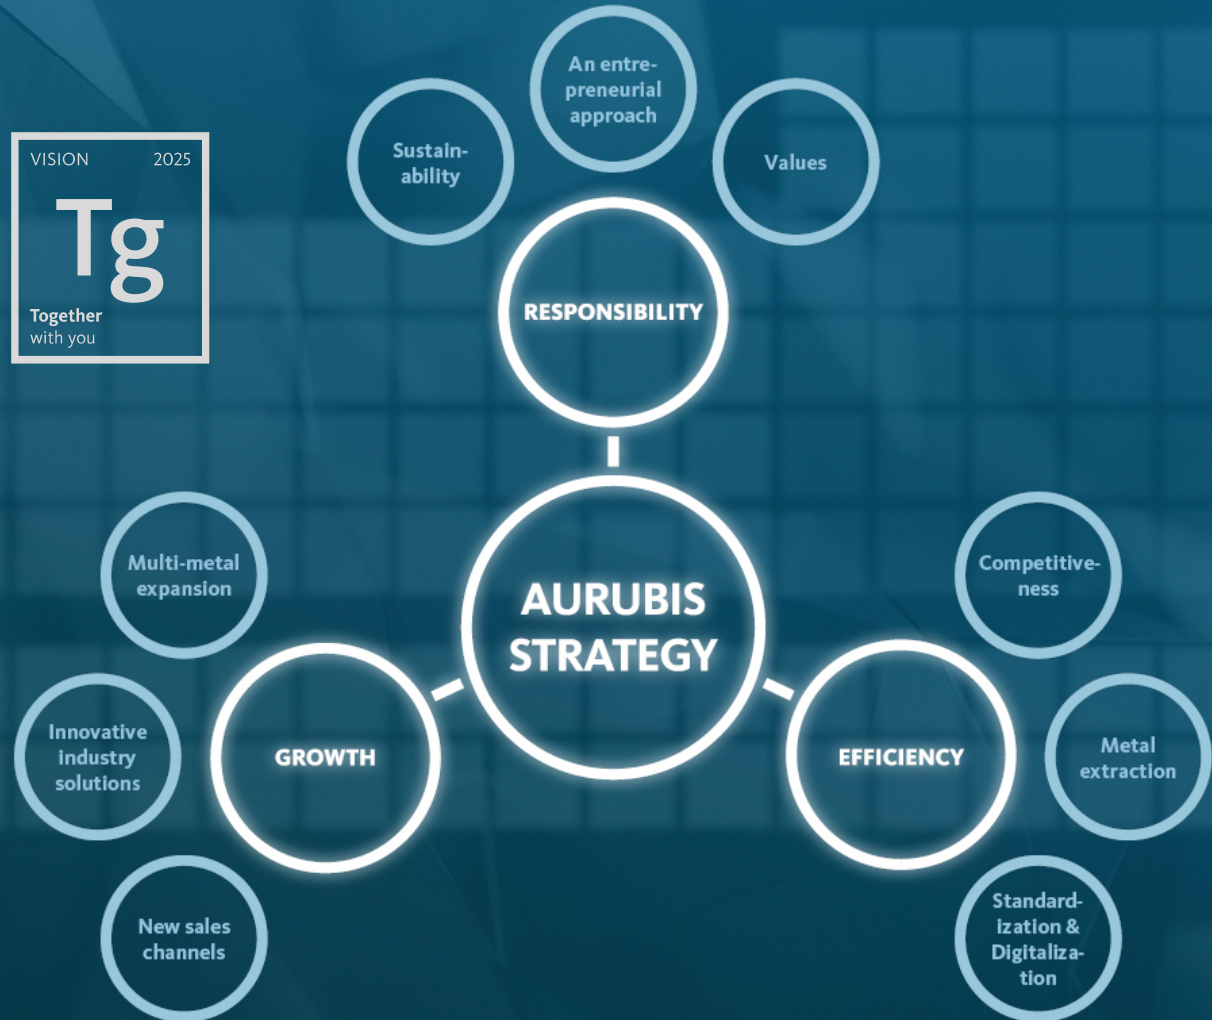 An entre-
preneurial
approach
Sustain-
ability
Values
VISION 2025
Tg
Together
with you
RESPONSIBILITY
AURUBIS
STRATEGY
Multi-metal
expansion
Innovative
industry
solutions
New sales
channels
GROWTH
EFFICIENCY
Competitive-
ness
Metal
extraction
Standard-
ization &
Digitaliza-
tion